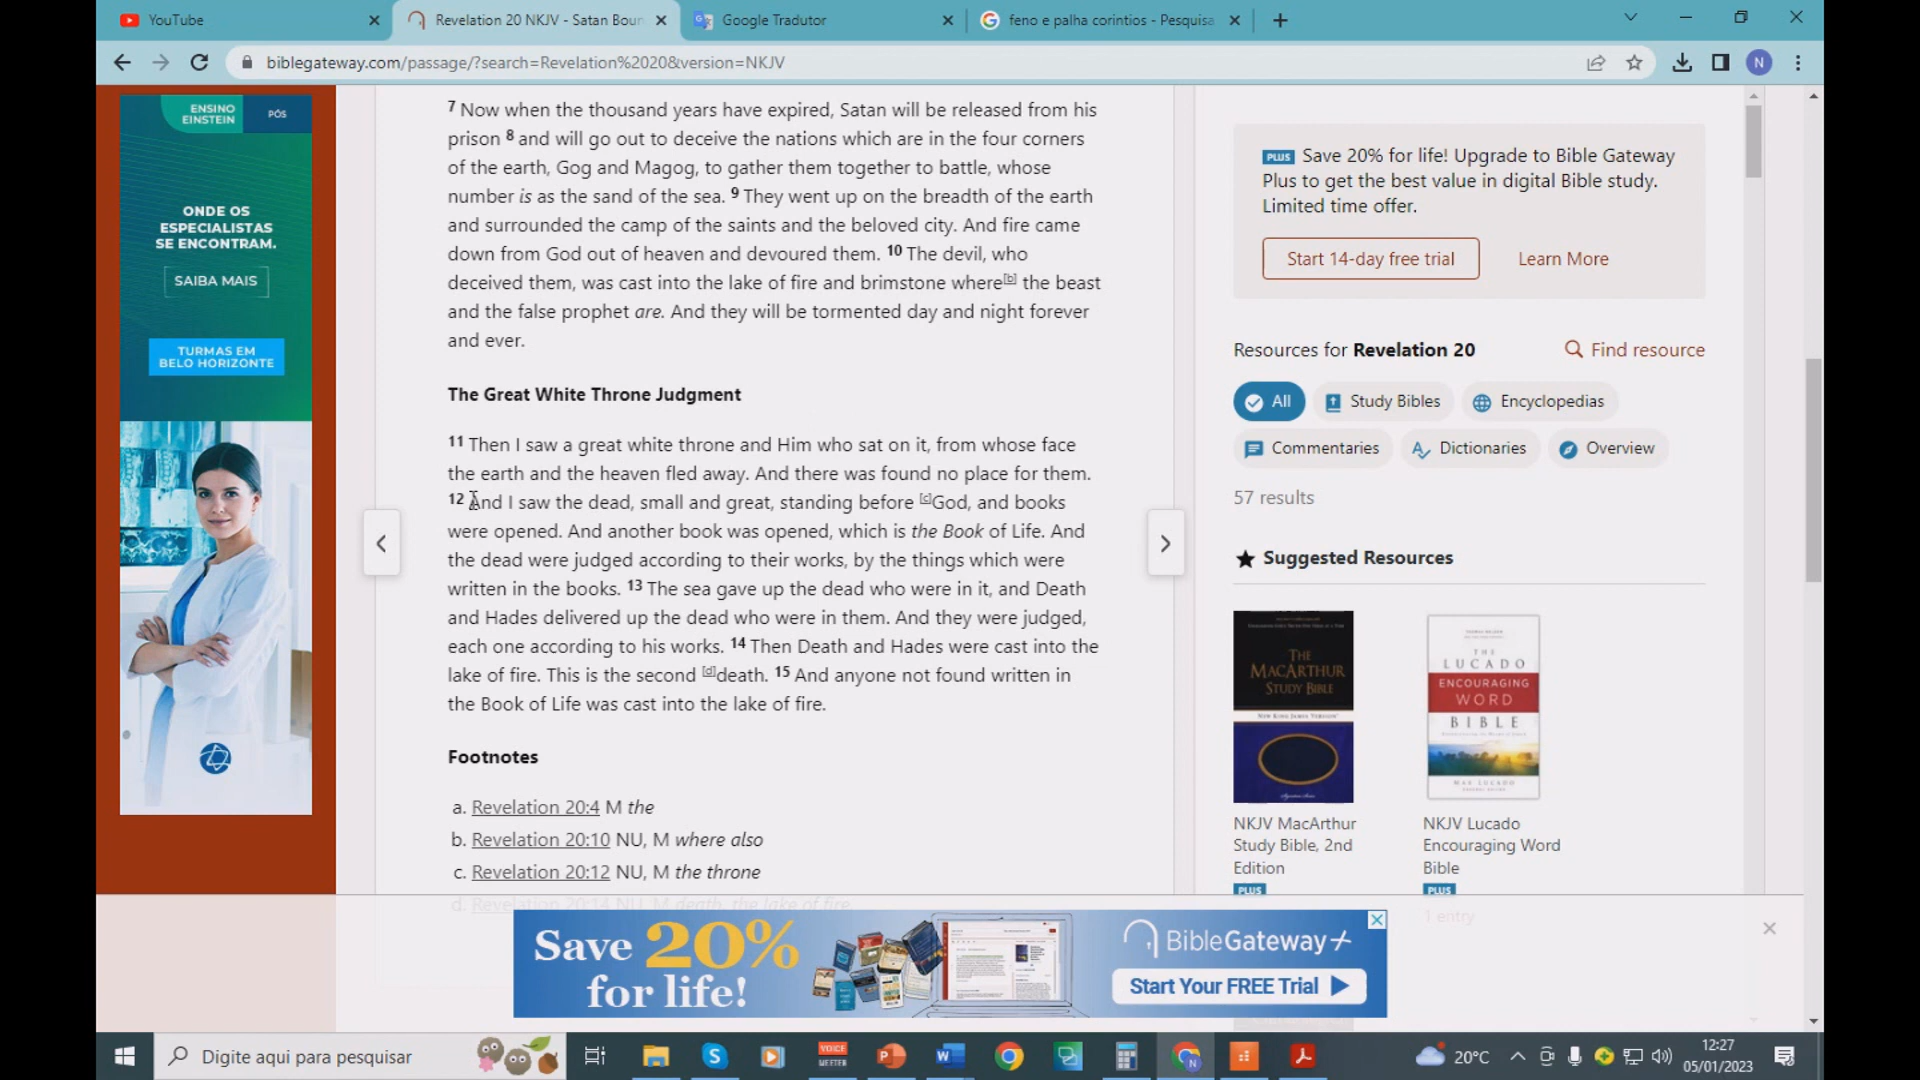 YouTube
Revelation 20 NKJV - Satan Boun
Google Tradutor
feno e palha corintios - Pesquisa
biblegateway.com/passage/?search=Revelation%2020&version=NKJV
N
ENSINO
EINSTEIN
PÓS
ONDE OS
ESPECIALISTAS
SE ENCONTRAM.
SAIBA MAIS
TURMAS EM
BELO HORIZONTE
7 Now when the thousand years have expired, Satan will be released from his
prison 8 and will go out to deceive the nations which are in the four corners
of the earth, Gog and Magog, to gather them together to battle, whose
number is as the sand of the sea. 9 They went up on the breadth of the earth
and surrounded the camp of the saints and the beloved city. And fire came
down from God out of heaven and devoured them. 10 The devil, who
deceived them, was cast into the lake of fire and brimstone where[b] the beast
and the false prophet are. And they will be tormented day and night forever
and ever.
The Great White Throne Judgment
11 Then I saw a great white throne and Him who sat on it, from whose face
the earth and the heaven fled away. And there was found no place for them.
12 And I saw the dead, small and great, standing before [c]God, and books
were opened. And another book was opened, which is the Book of Life. And
the dead were judged according to their works, by the things which were
written in the books. 13 The sea gave up the dead who were in it, and Death
and Hades delivered up the dead who were in them. And they were judged,
each one according to his works. 14 Then Death and Hades were cast into the
lake of fire. This is the second [d]death. 15 And anyone not found written in
the Book of Life was cast into the lake of fire.
Footnotes
a. Revelation 20:4 M the
b. Revelation 20:10 NU, M where also
c. Revelation 20:12 NU, M the throne
d. Revelation 20:14 NU, M death, the lake of fire.
PLUS Save 20% for life! Upgrade to Bible Gateway
Plus to get the best value in digital Bible study.
Limited time offer.
Start 14-day free trial
Learn More
Resources for Revelation 20
Find resource
All
Study Bibles
Encyclopedias
Commentaries
Dictionaries
Overview
57 results
Suggested Resources
THE
MACARTHUR
STUDY BIBLE
NEW KING JAMES VERSION
THE
LUCADO
ENCOURAGING
WORD
BIBLE
MAX LUCADO
NKJV MacArthur
Study Bible, 2nd
Edition
PLUS
NKJV Lucado
Encouraging Word
Bible
PLUS
1 entry
Save 20%
for life!
BibleGateway+
Start Your FREE Trial
Digite aqui para pesquisar
VOICE
MEETER
20°C
12:27
05/01/2023